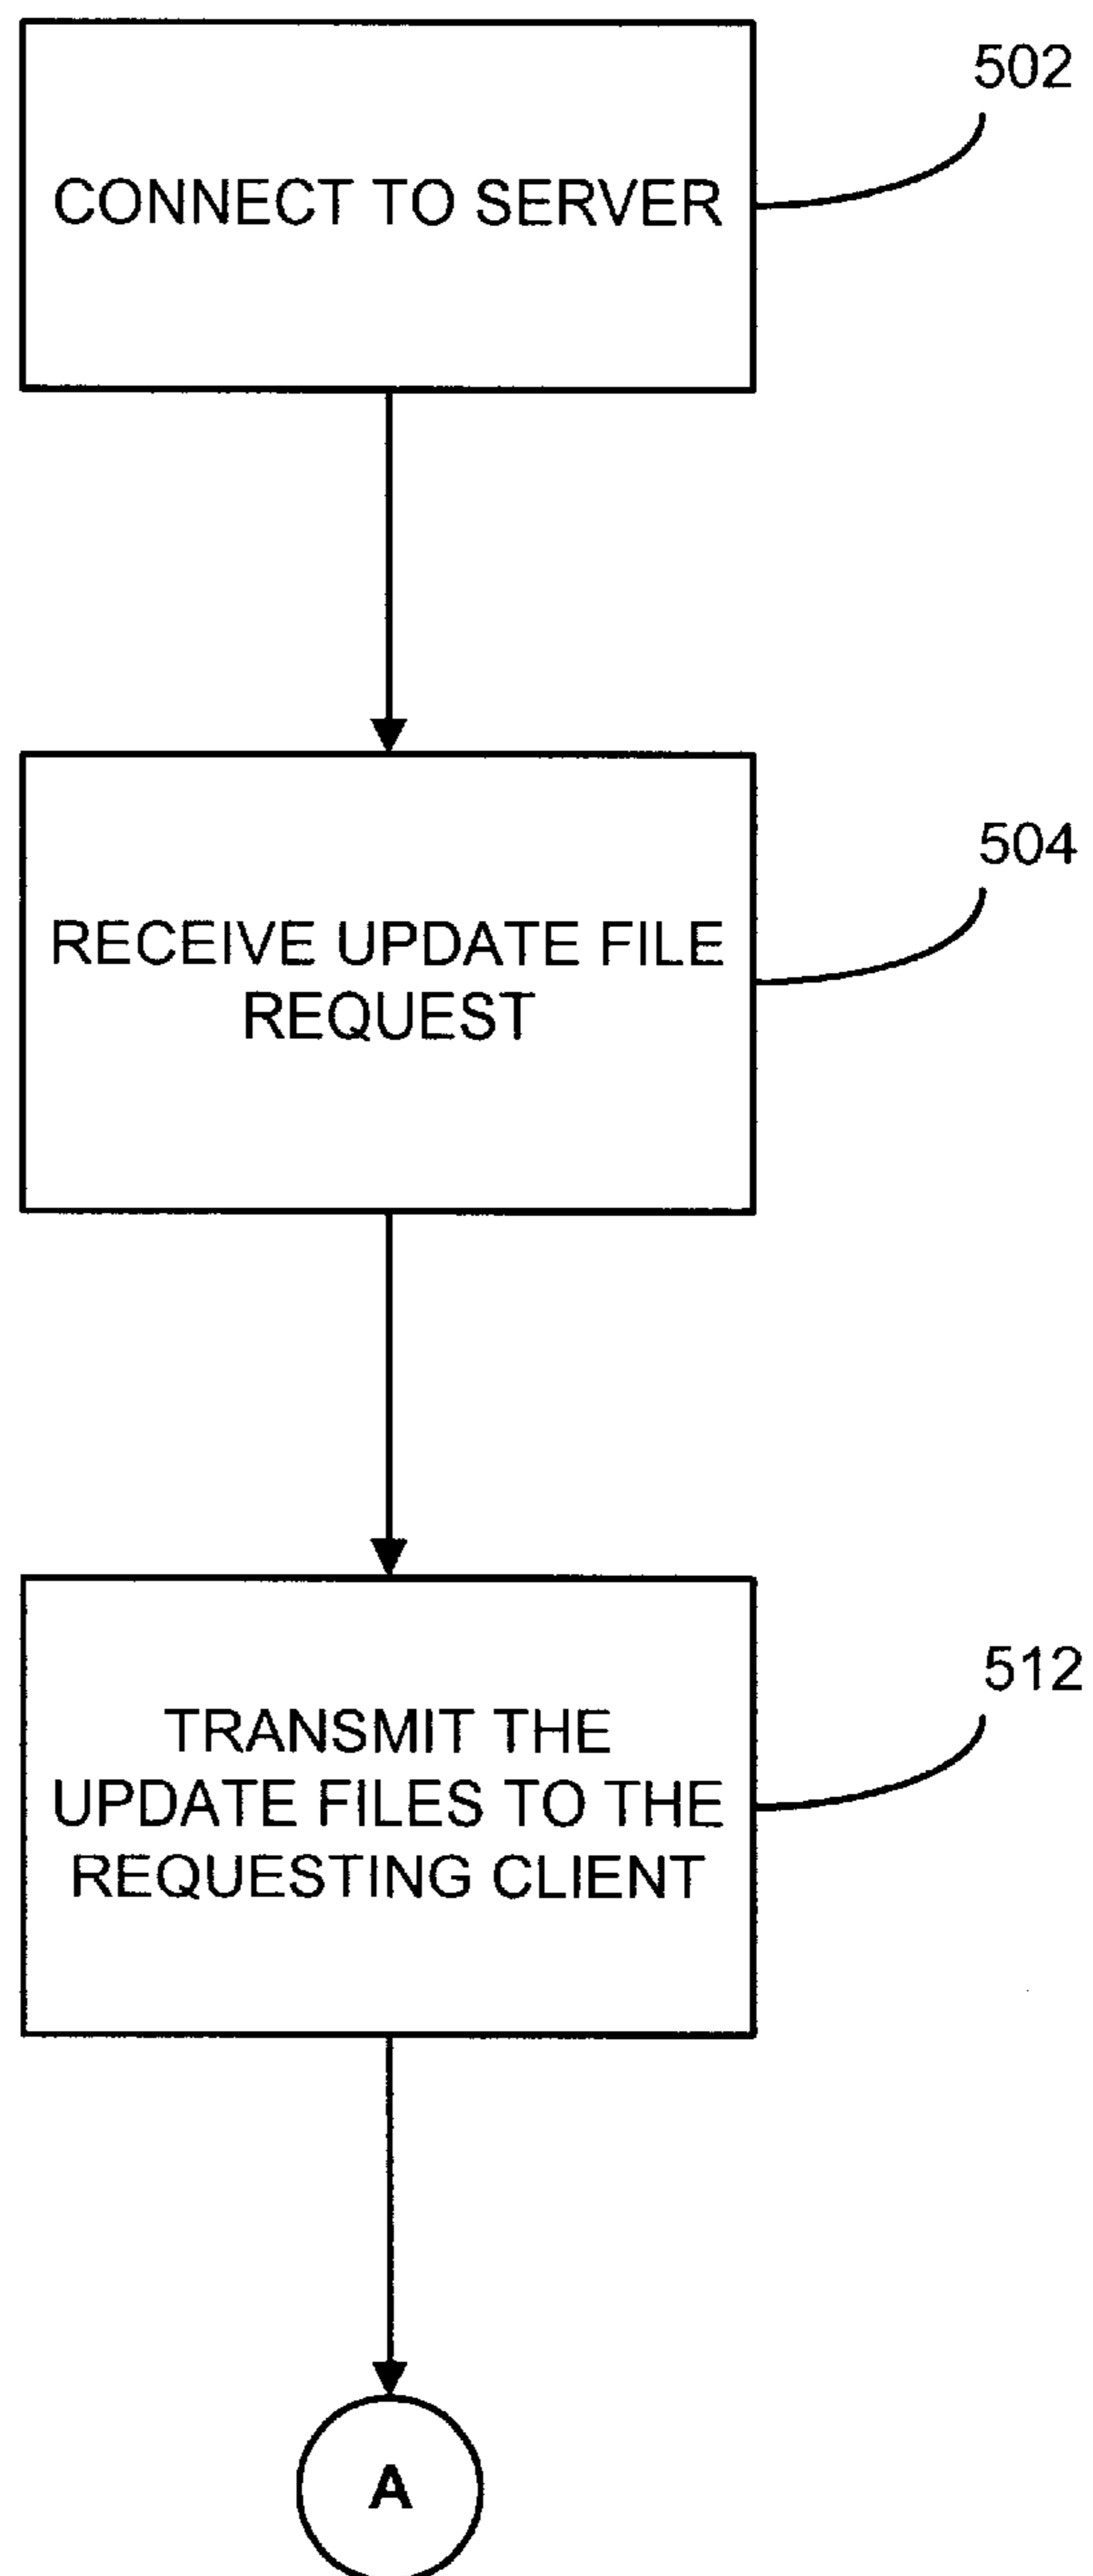 502
CONNECT TO SERVER
504
RECEIVE UPDATE FILE
REQUEST
512
TRANSMIT THE
UPDATE FILES TO THE
REQUESTING CLIENT
A